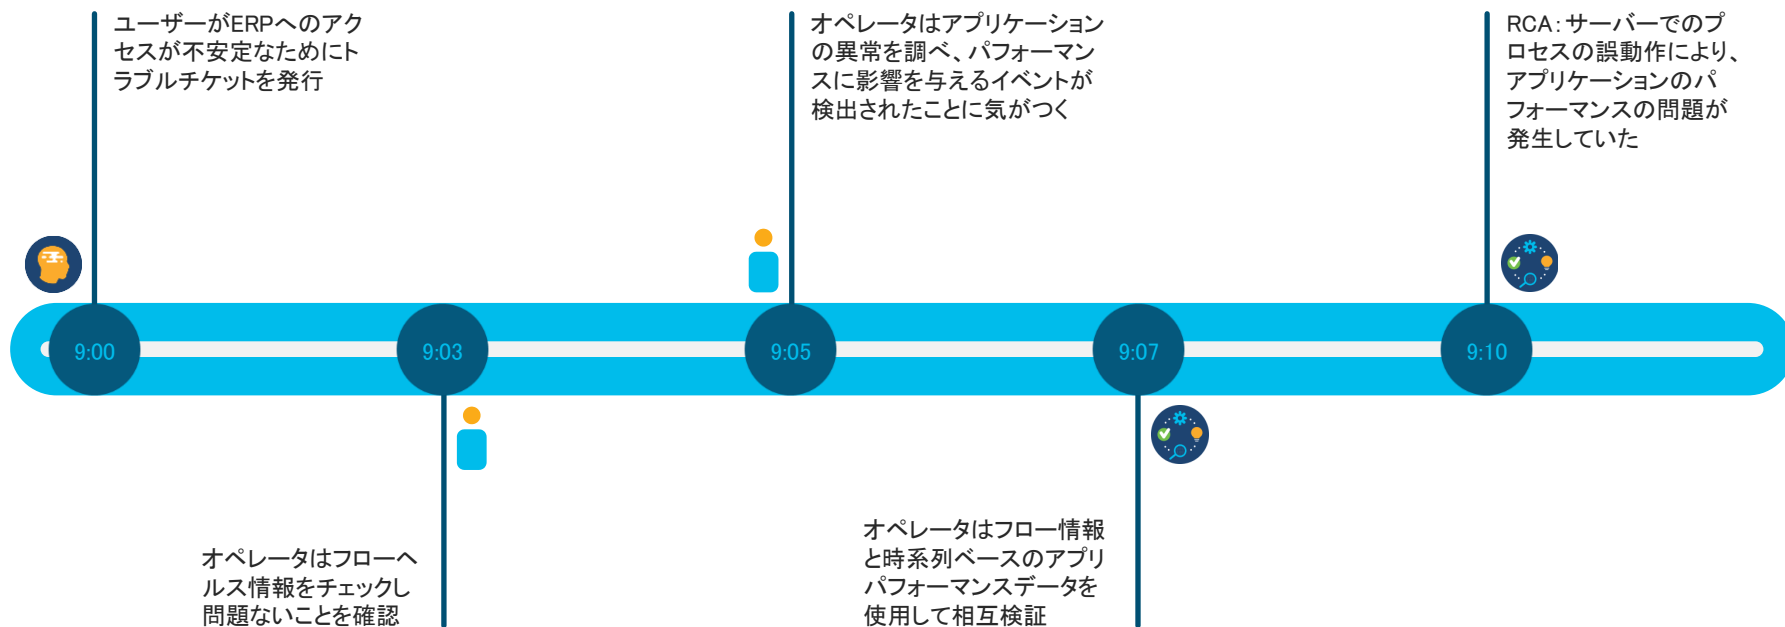 ユーザーがERPへのアク
セスが不安定なためにト
ラブルチケットを発行
オペレータはアプリケーション
の異常を調べ、パフォーマン
スに影響を与えるイベントが
検出されたことに気がつく
RCA：サーバーでのプ
ロセスの誤動作により、
アプリケーションのパ
フォーマンスの問題が
発生していた
9:00
9:03
9:05
9:07
9:10
オペレータはフローヘ
ルス情報をチェックし
問題ないことを確認
オペレータはフロー情報
と時系列ベースのアプリ
パフォーマンスデータを
使用して相互検証